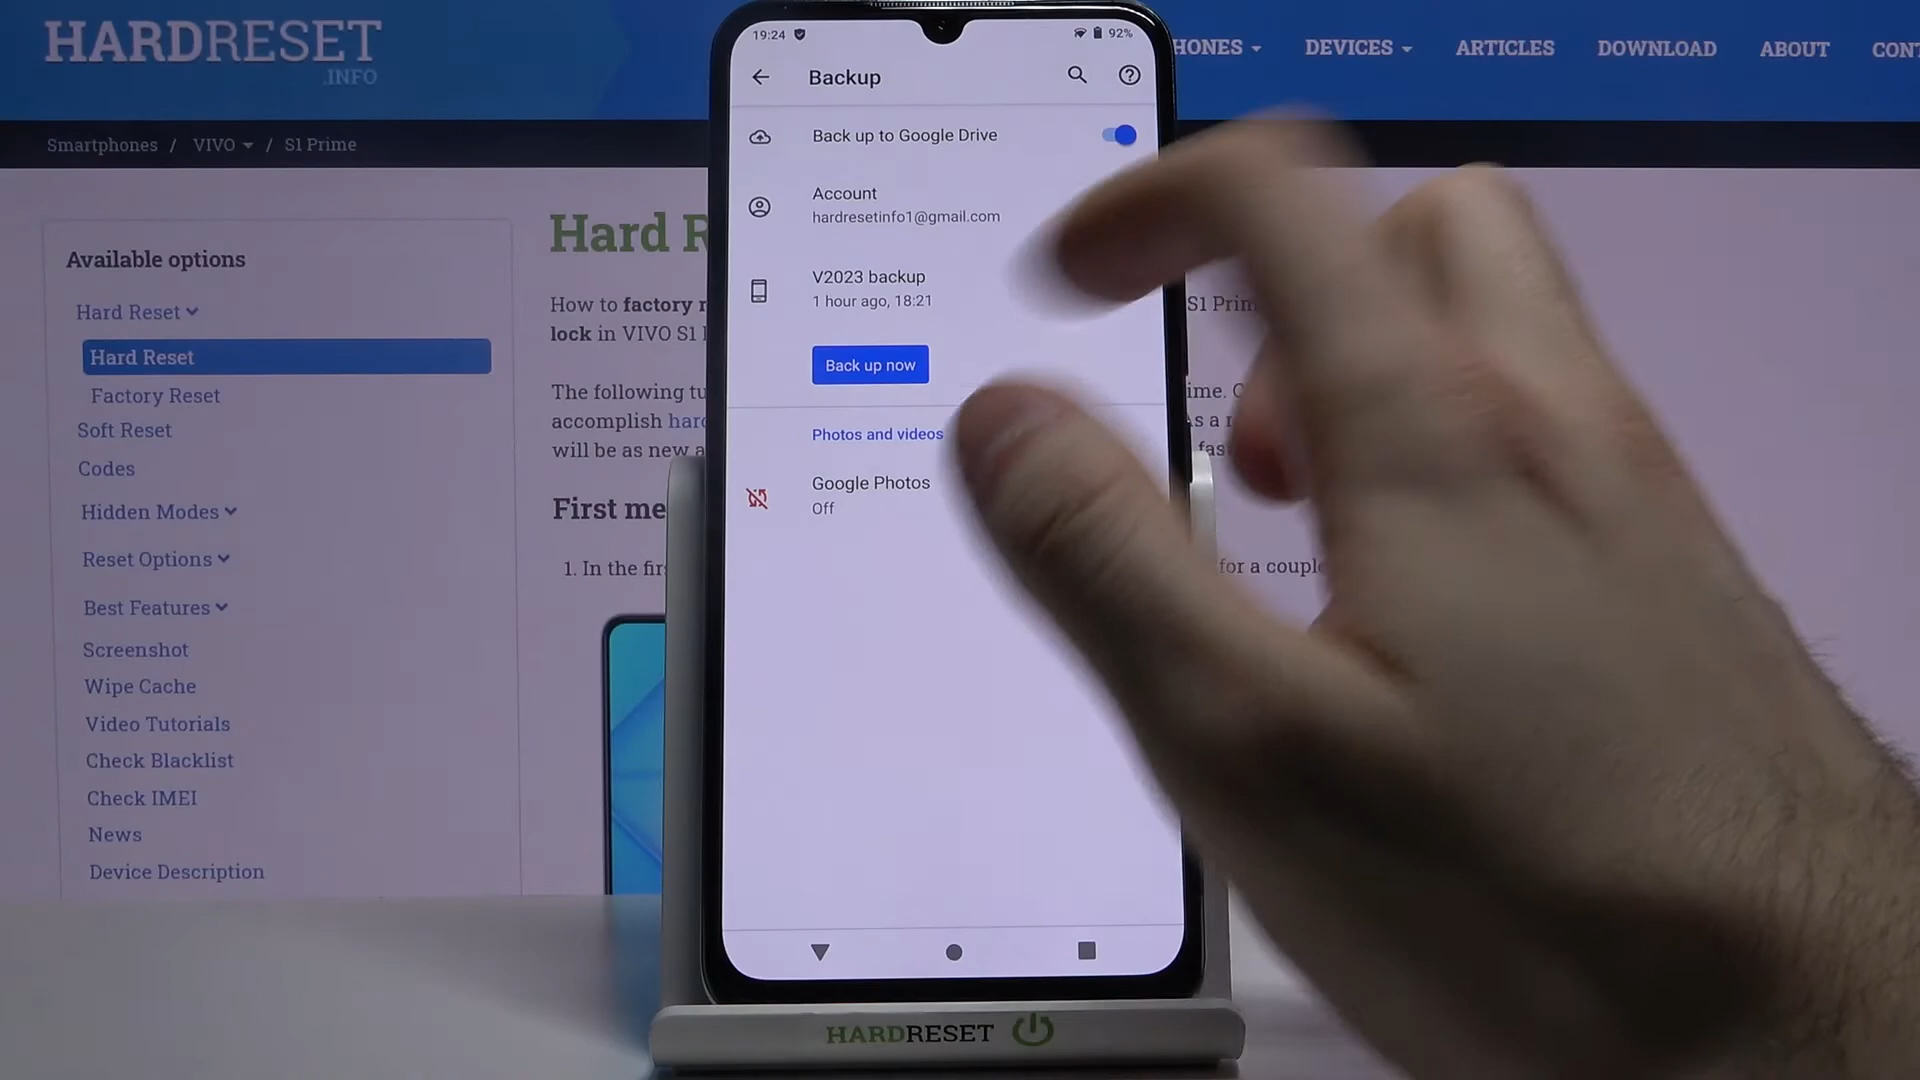 HARDRESET
.INFO
HONES
DEVICES
ARTICLES
DOWNLOAD
ABOUT
CONT
Smartphones / VIVO / S1 Prime
Available options
Hard Reset
Hard Reset
Factory Reset
Soft Reset
Codes
Hidden Modes
Reset Options
Best Features
Screenshot
Wipe Cache
Video Tutorials
Check Blacklist
Check IMEI
News
Device Description
Hard R
How to factory r
S1 Prim
lock in VIVO S1
The following tu
ime. C
accomplish hard
As a r
will be as new a
fas
First me
1. In the firs
for a couple
19:24
92%
Backup
Back up to Google Drive
Account
hardresetinfo1@gmail.com
V2023 backup
1 hour ago, 18:21
Back up now
Photos and videos
Google Photos
Off
HARDRESET